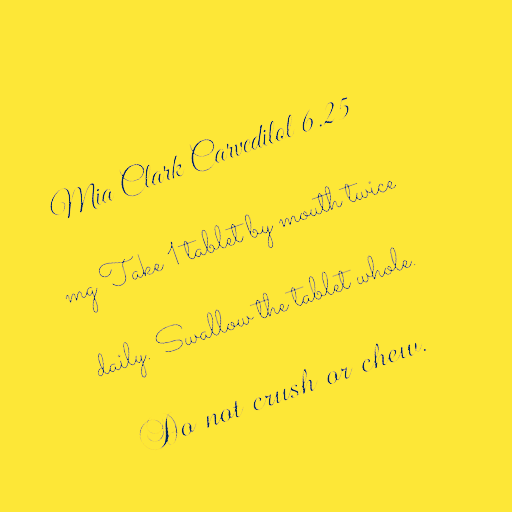 Mia Clark Carvedilol 6.25
mg Take 1 tablet by mouth twice
daily. Swallow the tablet whole.
Do not crush or chew.